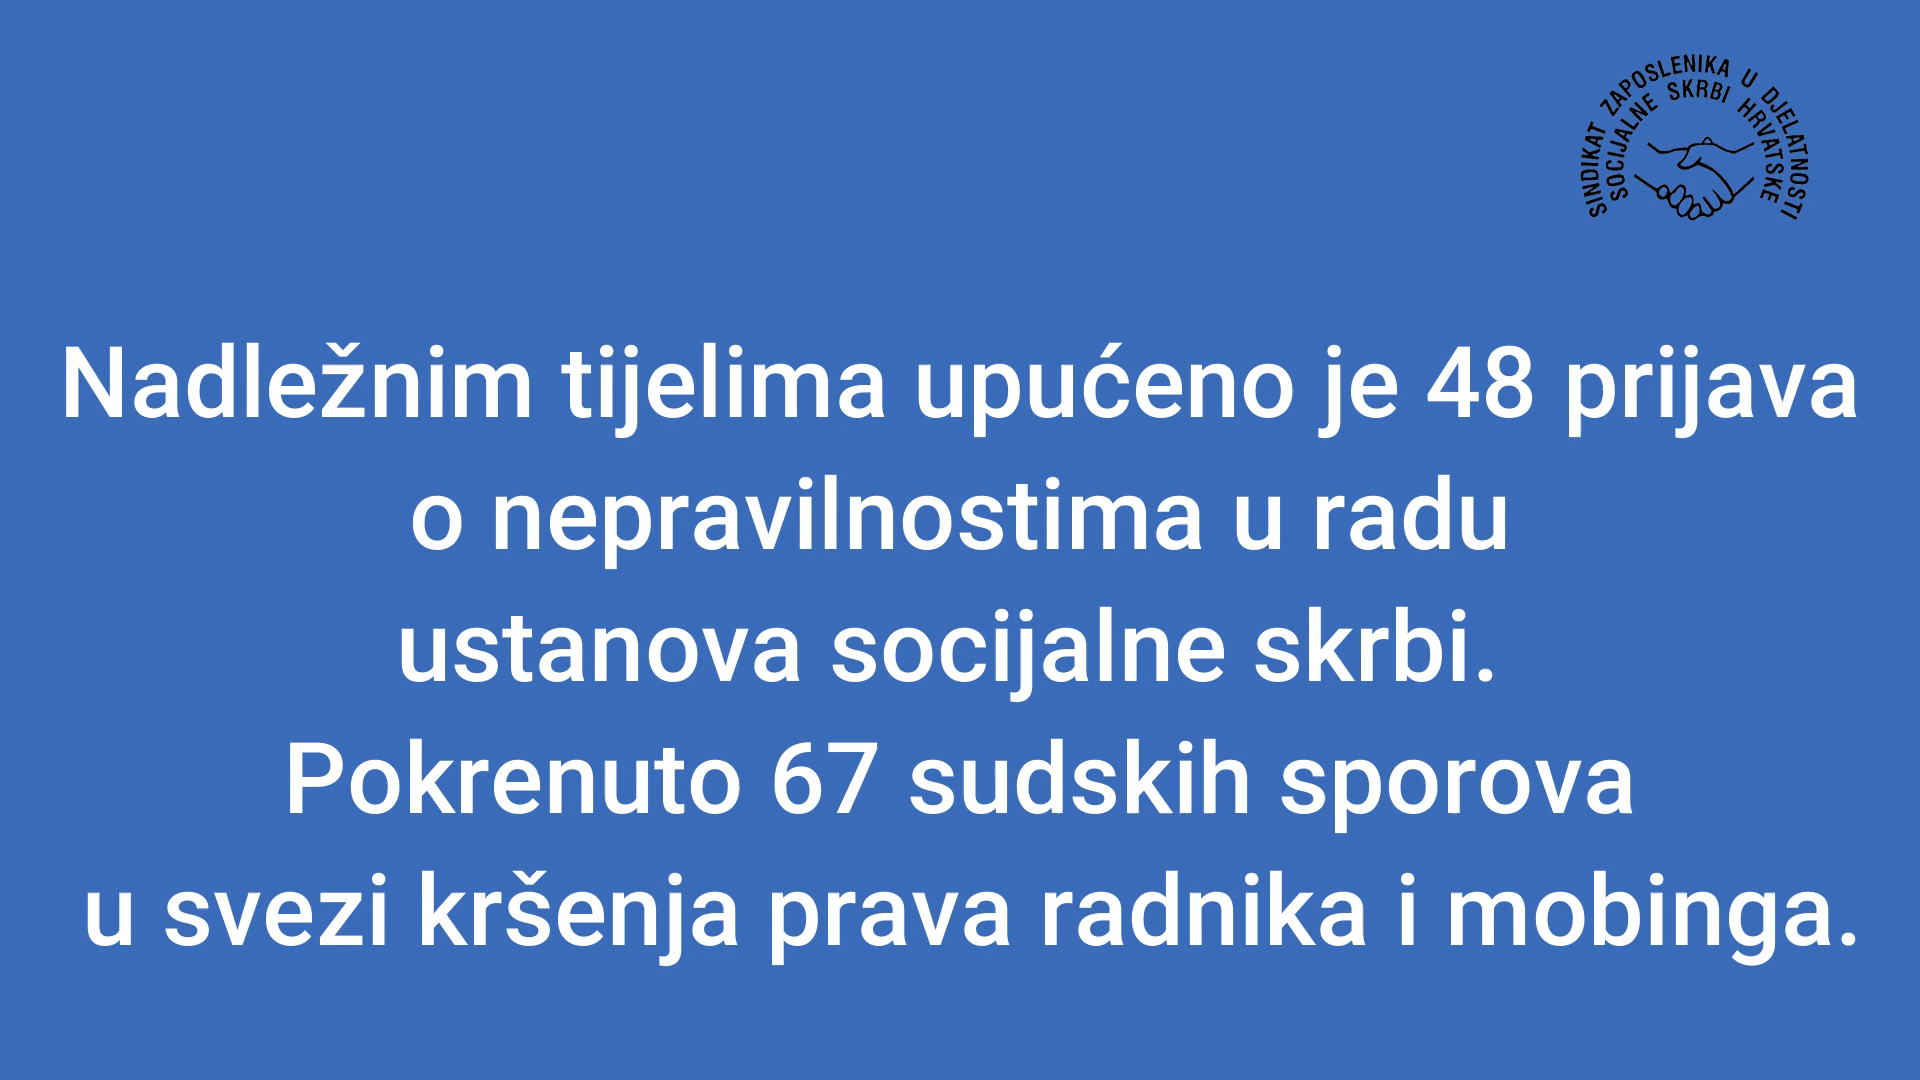 SINDIKAT ZAPOSLENIKA U DJELATNOSTI
SOCIJALNE SKRBI HRVATSKE
Nadležnim tijelima upućeno je 48 prijava
o nepravilnostima u radu
ustanova socijalne skrbi.
Pokrenuto 67 sudskih sporova
u svezi kršenja prava radnika i mobinga.